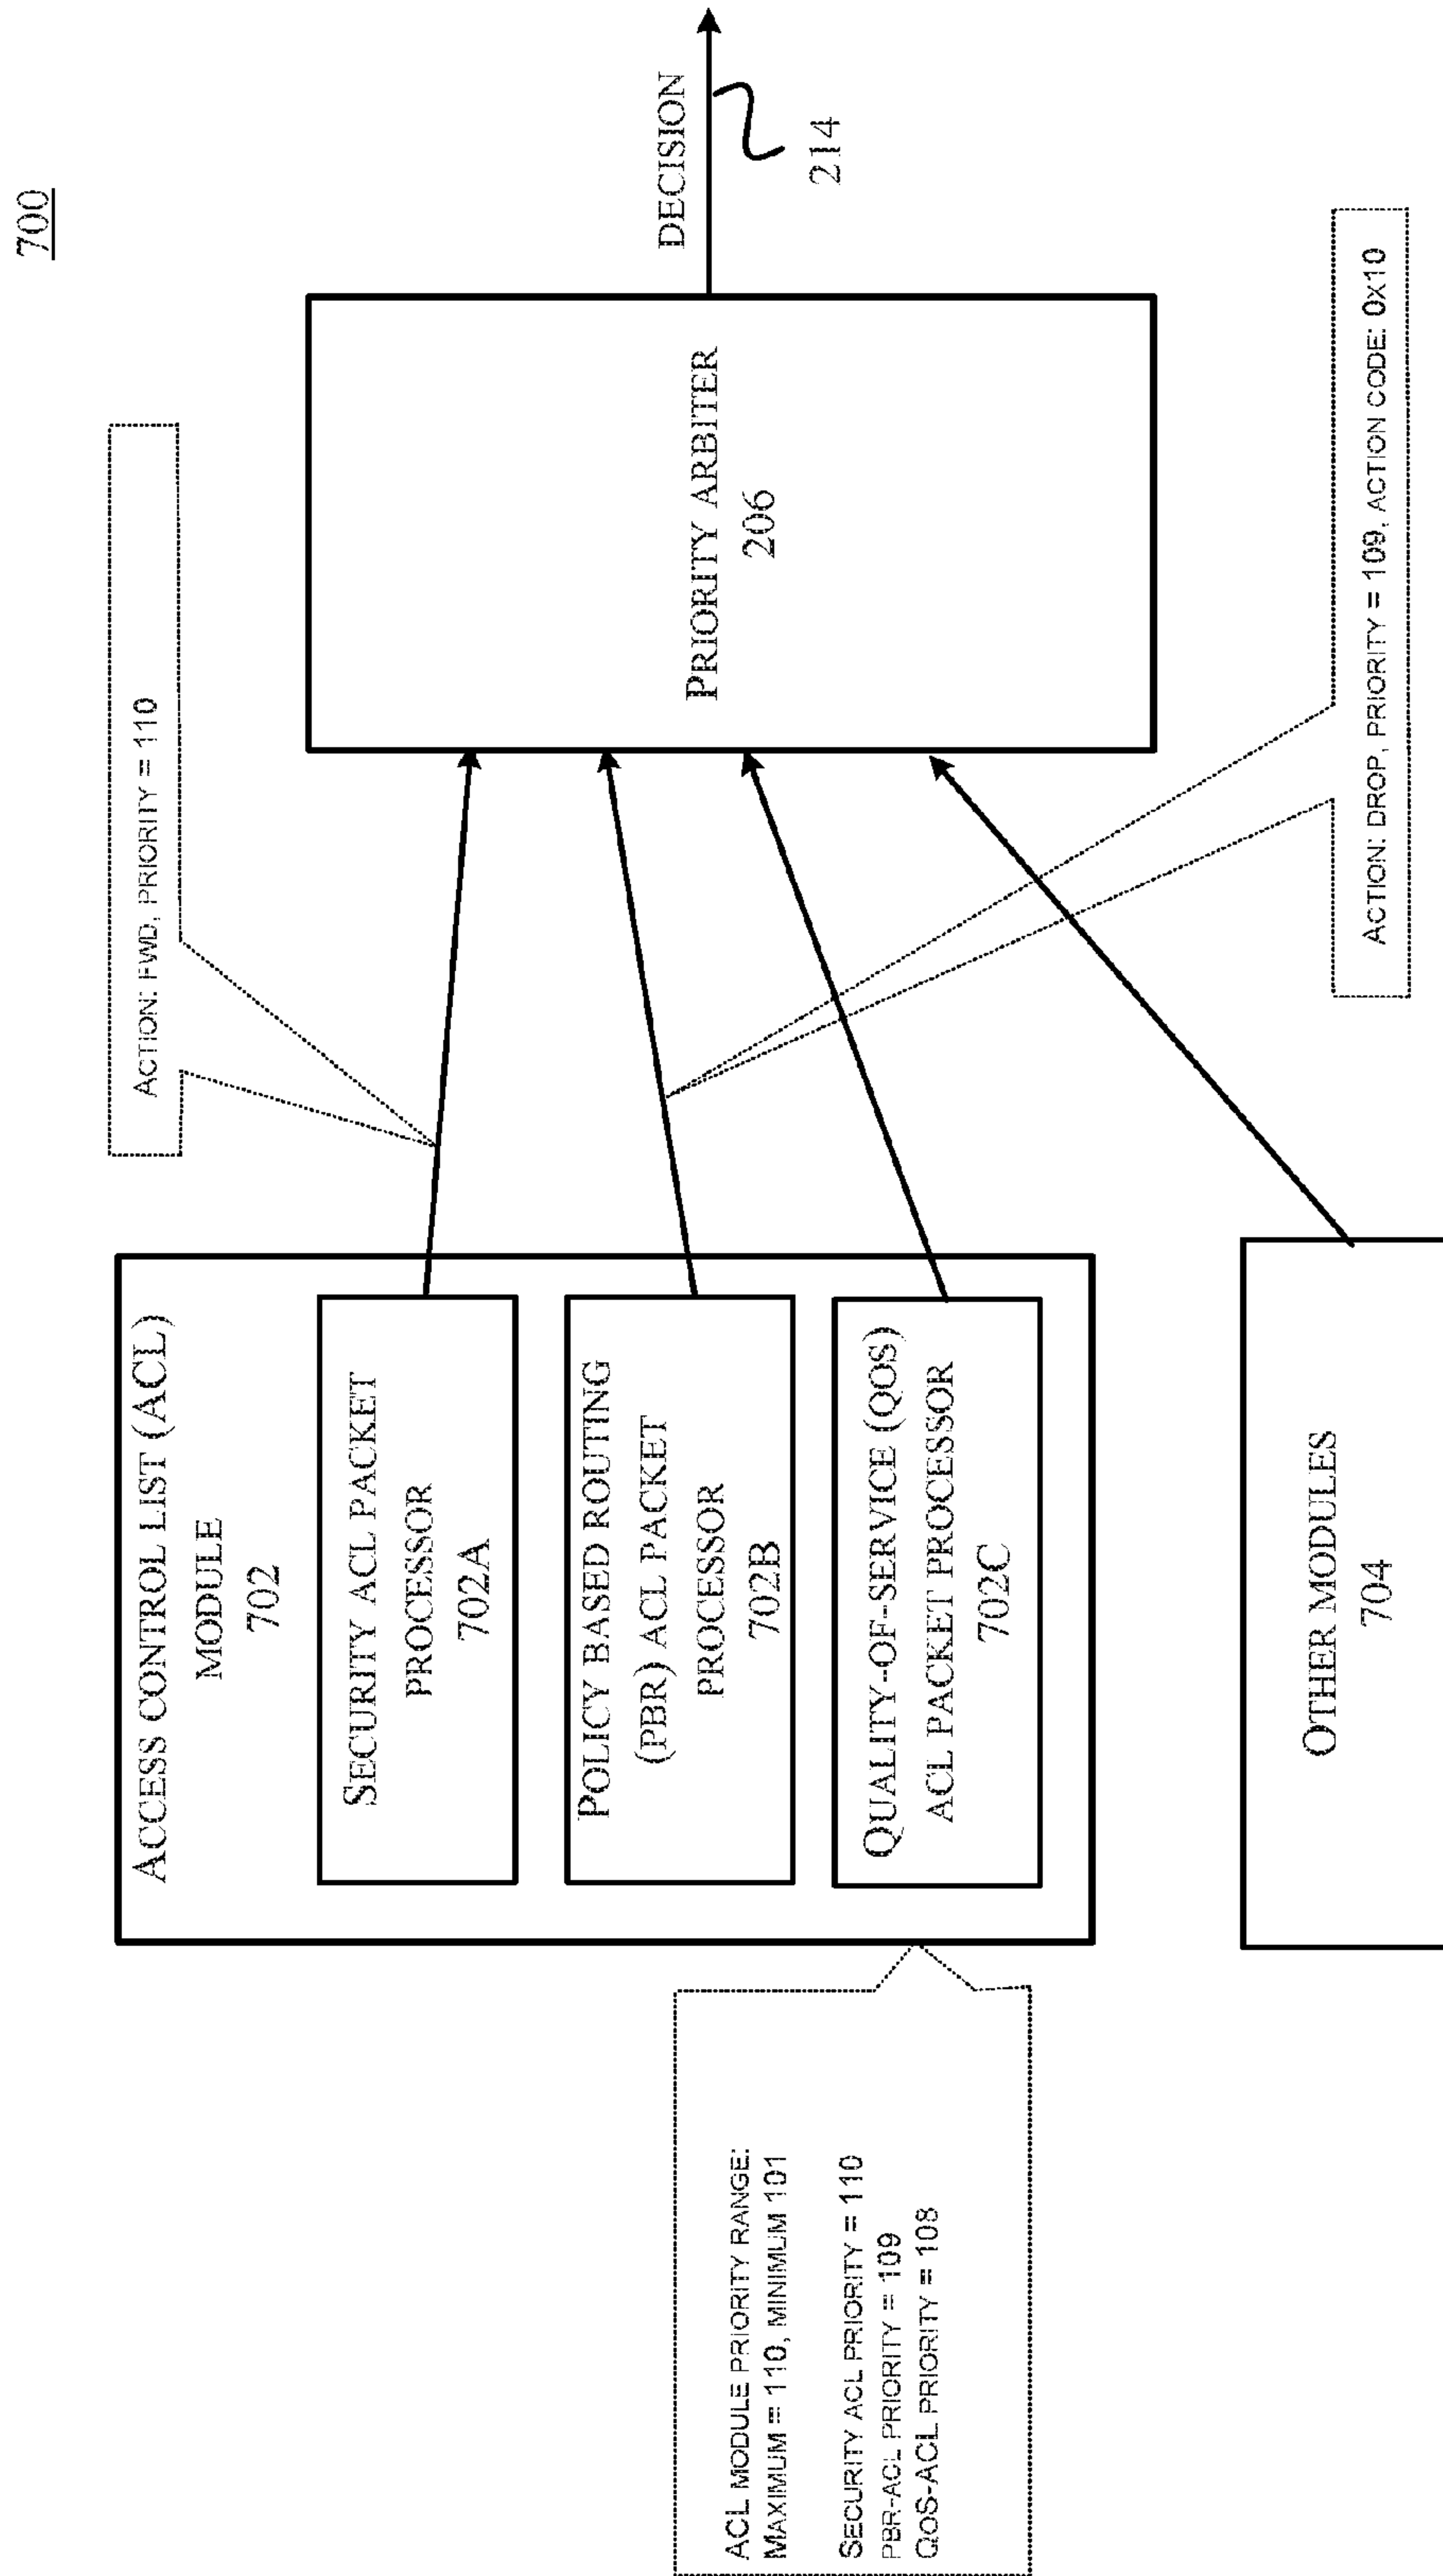 700
ACL MODULE PRIORITY RANGE:
MAXIMUM = 110, MINIMUM 101
SECURITY ACL PRIORITY = 110
PBR-ACL PRIORITY = 109
QOS-ACL PRIORITY = 108
ACCESS CONTROL LIST (ACL)
MODULE
702
SECURITY ACL PACKET
PROCESSOR
702A
POLICY BASED ROUTING
(PBR) ACL PACKET
PROCESSOR
702B
QUALITY-OF-SERVICE (QOS)
ACL PACKET PROCESSOR
702C
OTHER MODULES
704
ACTION: FWD, PRIORITY = 110
ACTION: DROP, PRIORITY = 109, ACTION CODE: 0X10
PRIORITY ARBITER
206
DECISION
214